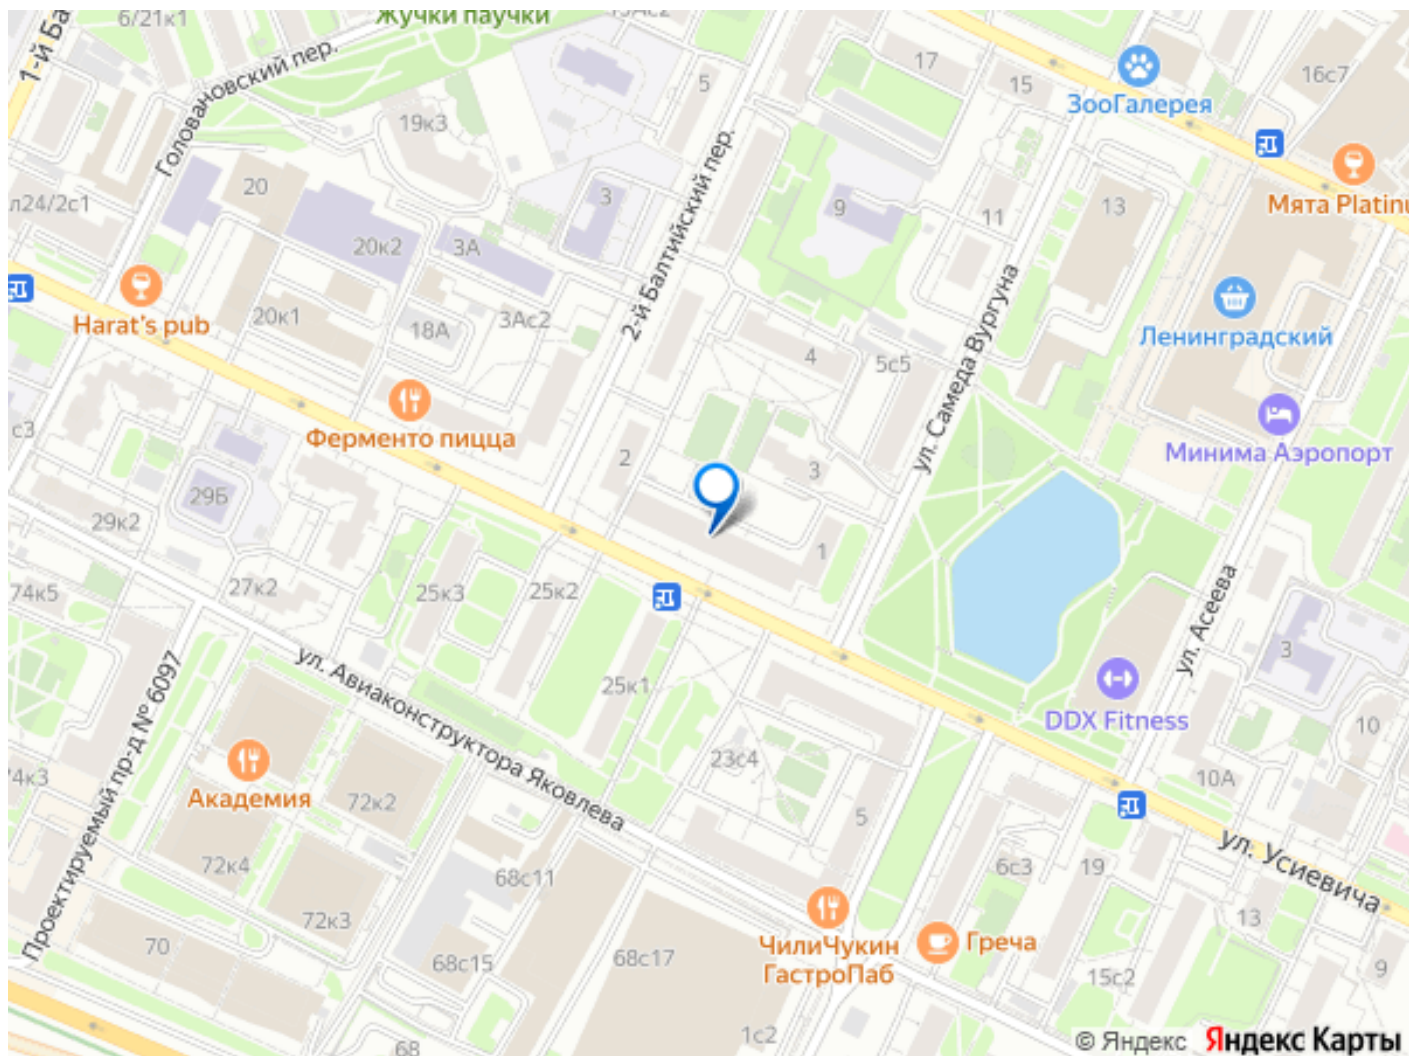 6/21к1
Жучки паучки
1-й Ба
Головановский пер.
19к3
5
17
15
16с7
ЗооГалерея
Мята Platinu
л24/2с1
20
20к2
3А
3
9
11
13
2-й Балтийский пер.
Harat's pub
20к1
18А
3Ас2
4
5с5
ул. Самеда Вургуна
Ленинградский
Минима Аэропорт
с3
Ферменто пицца
2
3
29Б
29к2
1
74к5
27к2
25к3
25к2
ул. Асеева
3
ул. Авиаконструктора Яковлева
25к1
DDX Fitness
10
Проектируемый пр-д № 6097
74к3
Академия
72к2
23с4
5
10А
ул. Усиевича
72к4
68с11
6с3
19
72к3
13
70
68с15
68с17
ЧилиЧукин
ГастроПаб
Греча
15с2
9
1с2
68
© Яндекс Яндекс Карты